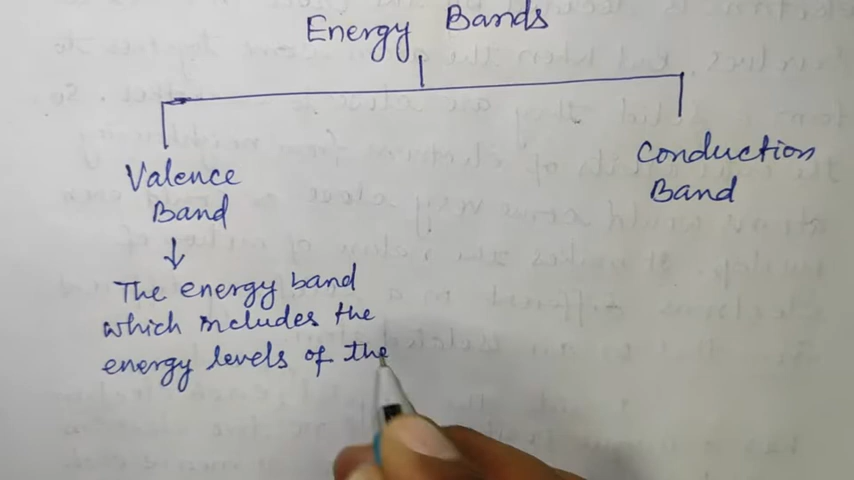 Energy Bands
Valence
Band
Conduction
Band
The energy band
which includes the
energy levels of the